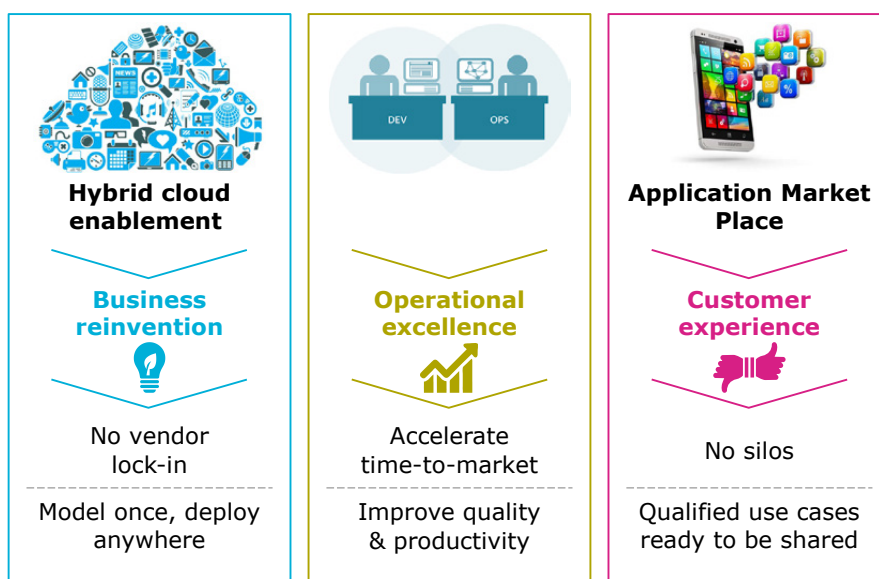 NEWS
Hybrid cloud
enablement
Business
reinvention
No vendor
lock-in
Model once, deploy
anywhere
DEV
OPS
Operational
excellence
Accelerate
time-to-market
Improve quality
& productivity
%
Application Market
Place
Customer
experience
No silos
Qualified use cases
ready to be shared